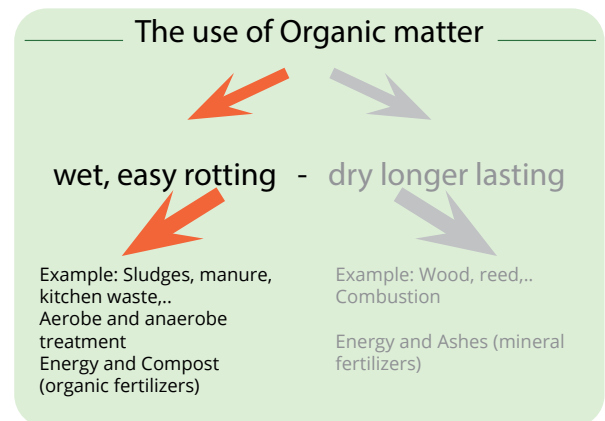 The use of Organic matter
wet, easy rotting - dry longer lasting
Example: Sludges, manure,
kitchen waste,..
Aerobe and anaerobe
treatment
Energy and Compost
(organic fertilizers)
Example: Wood, reed,..
Combustion
Energy and Ashes (mineral
fertilizers)